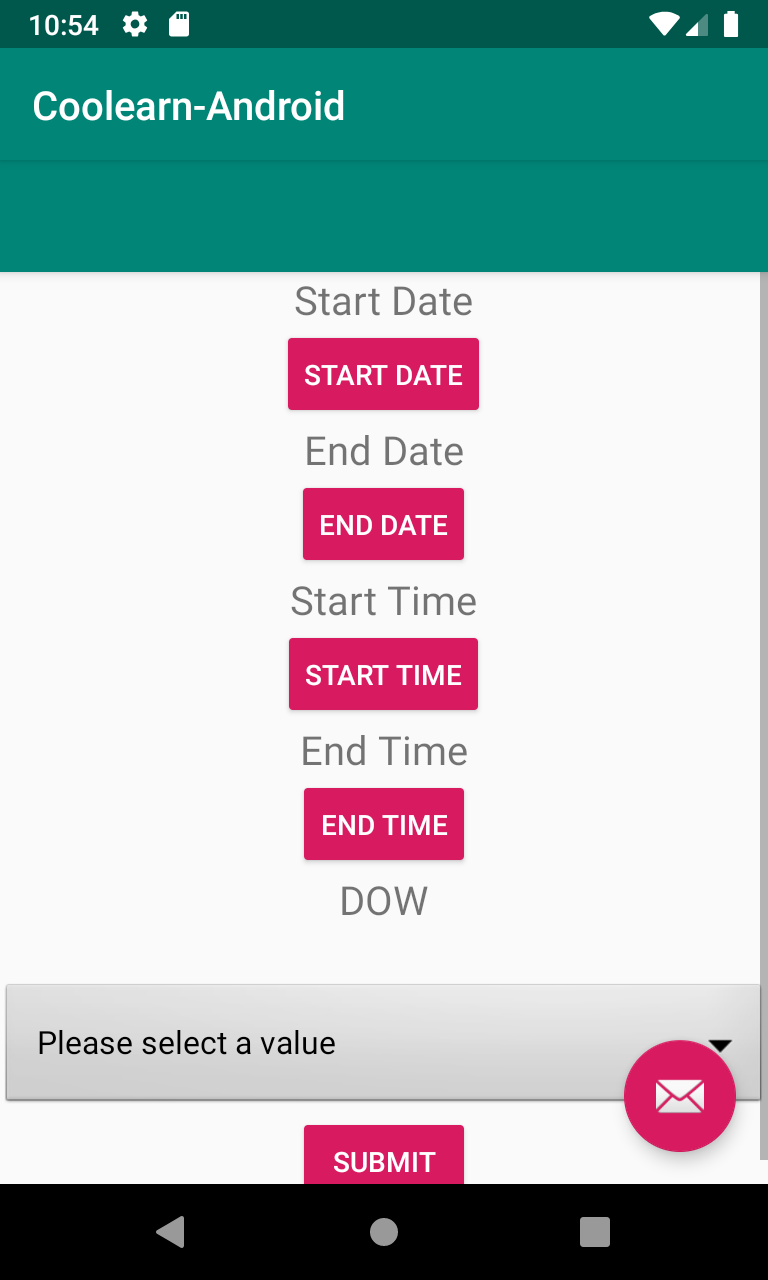 10:54
Coolearn-Android
Start Date
START DATE
End Date
END DATE
Start Time
START TIME
End Time
END TIME
DOW
Please select a value
SUBMIT